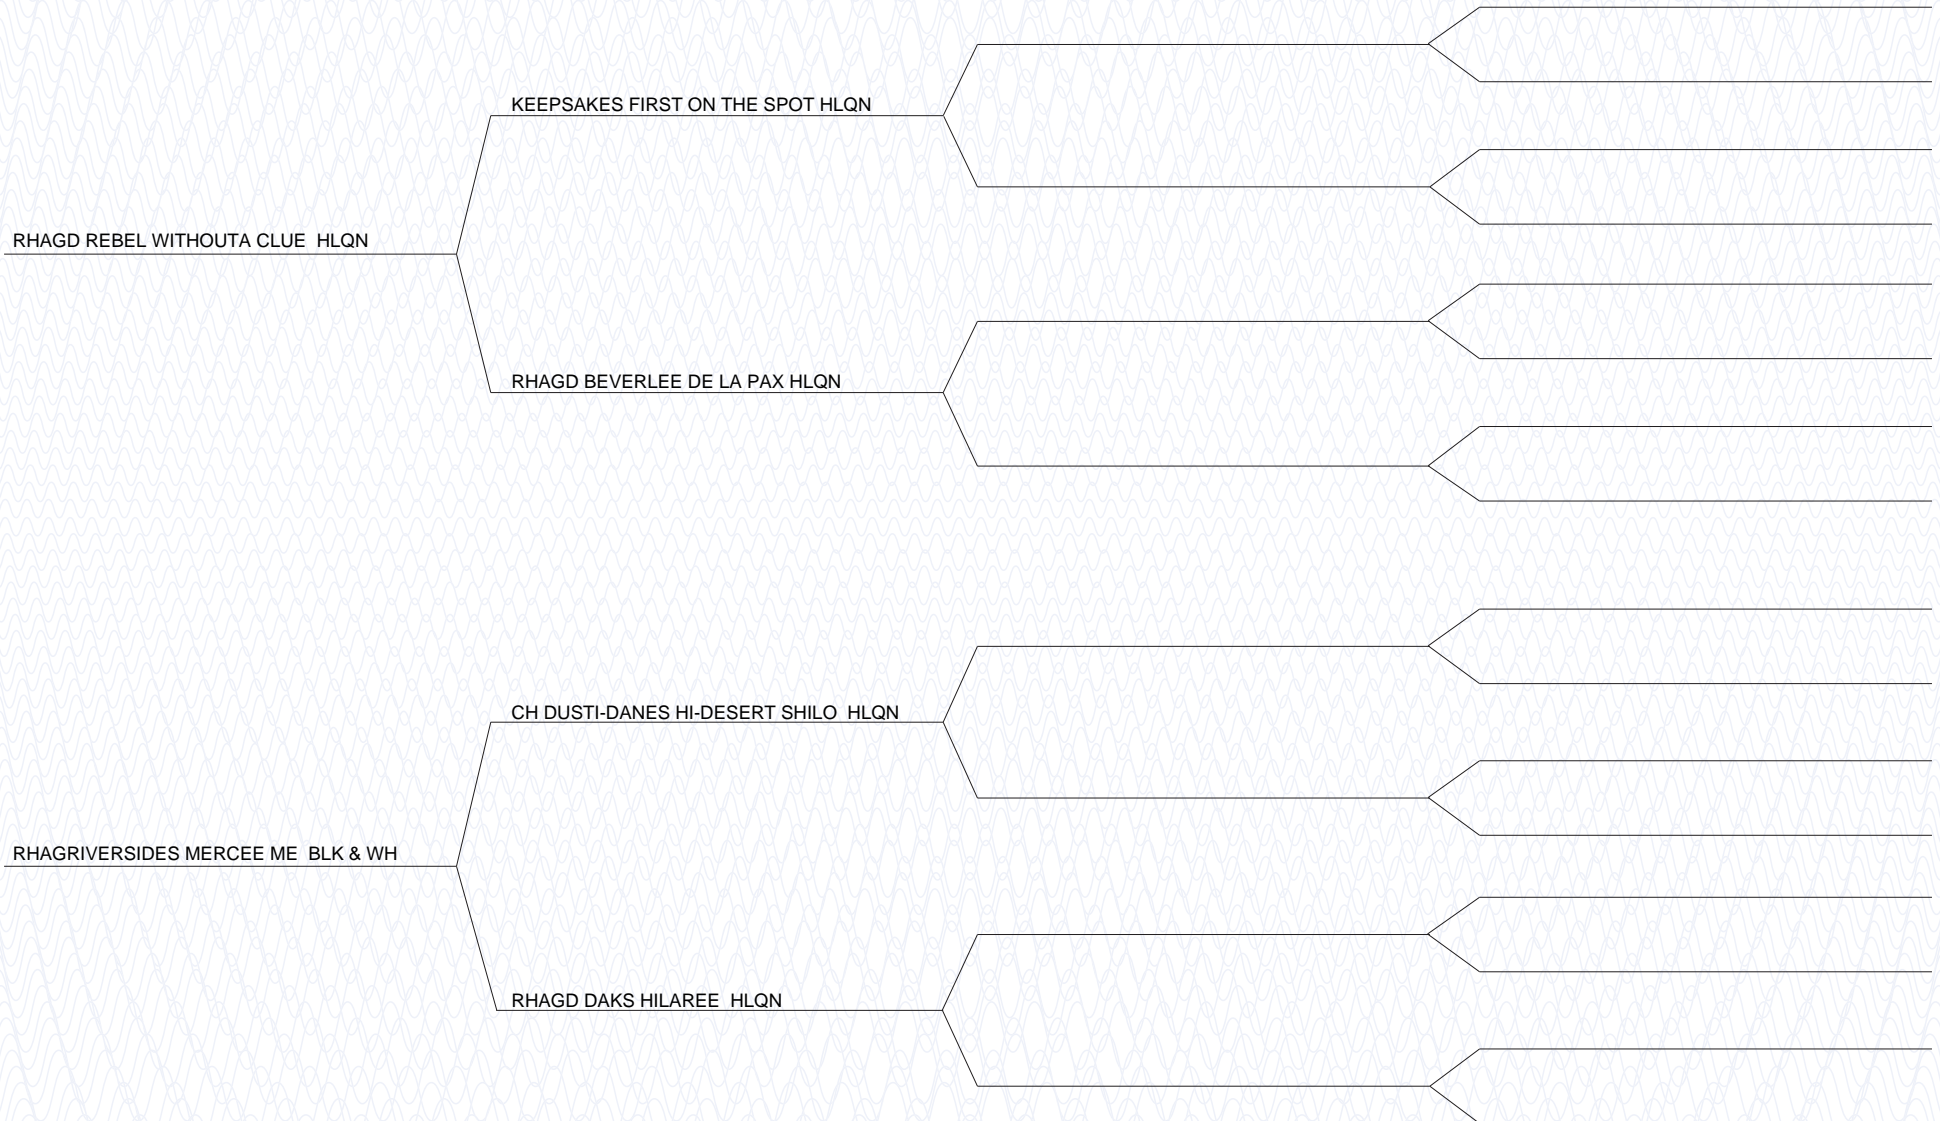 KEEPSAKES FIRST ON THE SPOT HLQN
RHAGD REBEL WITHOUTA CLUE  HLQN
RHAGD BEVERLEE DE LA PAX HLQN
CH DUSTI-DANES HI-DESERT SHILO  HLQN
RHAGRIVERSIDES MERCEE ME  BLK & WH
RHAGD DAKS HILAREE  HLQN